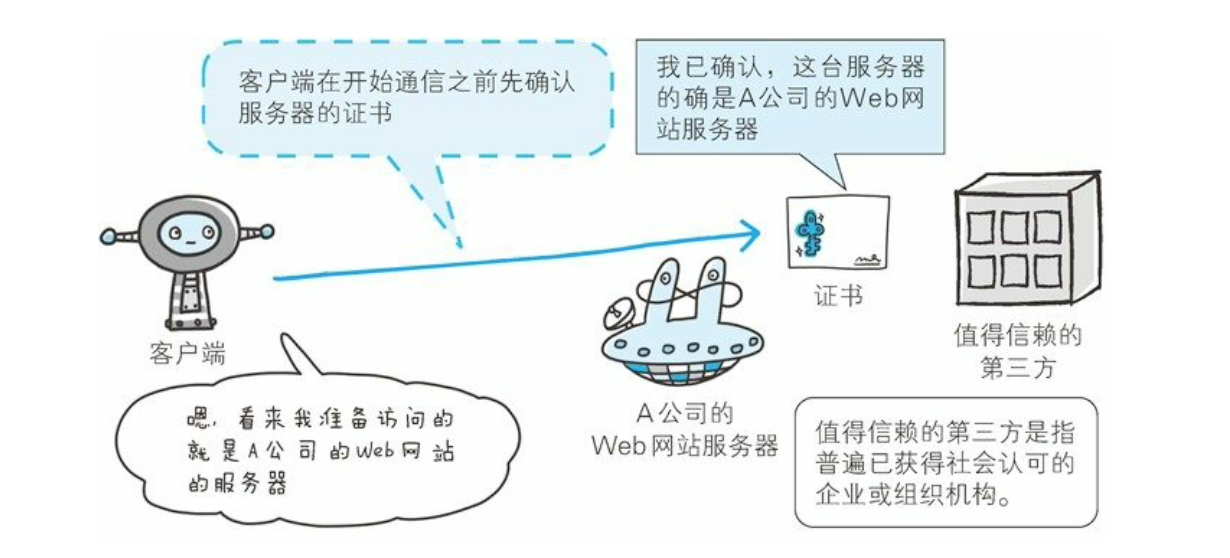 客户端在开始通信之前先确认
服务器的证书
我已确认，这台服务器
的确是A公司的Web网
站服务器
证书
客户端
值得信赖的
第三方
嗯，看来我准备访问的
就是A公司的Web网站
的服务器
A公司的
Web网站服务器
值得信赖的第三方是指
普遍已获得社会认可的
企业或组织机构。